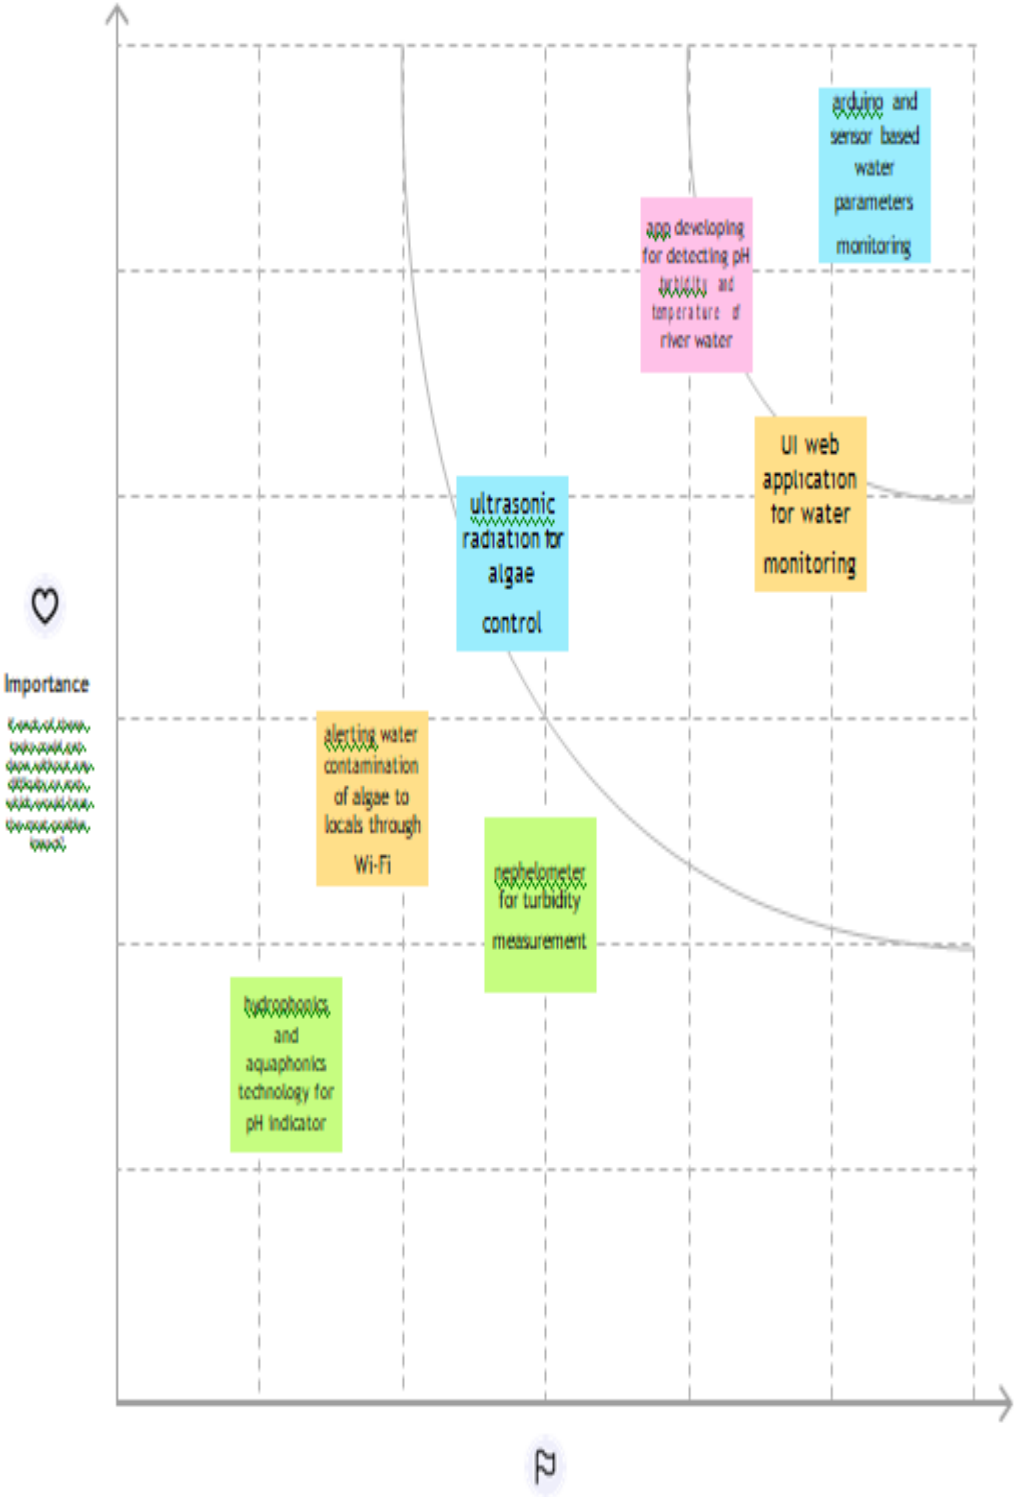 arduino and
sensor based
water
parameters
monitoring
app developing
for detecting pH
turbidity and
temperature of
river water
UI web
application
for water
monitoring
ultrasonic
radiation for
algae
control
Importance
alerting water
contamination
of algae to
locals through
Wi-Fi
nephelometer
for turbidity
measurement
hydrophonics
and
aquaphonics
technology for
pH indicator